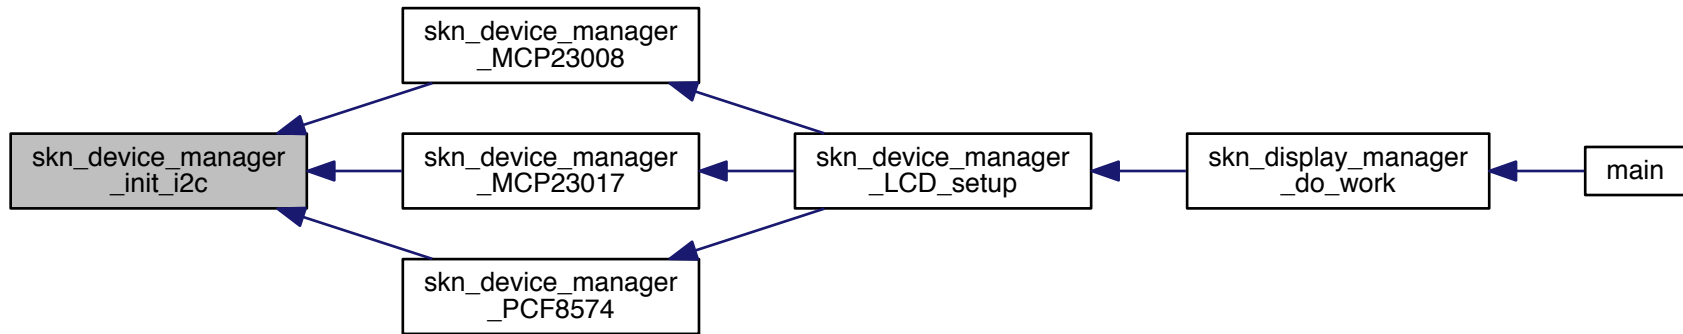 skn_device_manager
_init_i2c
skn_device_manager
_MCP23008
skn_device_manager
_MCP23017
skn_device_manager
_PCF8574
skn_device_manager
_LCD_setup
skn_display_manager
_do_work
main